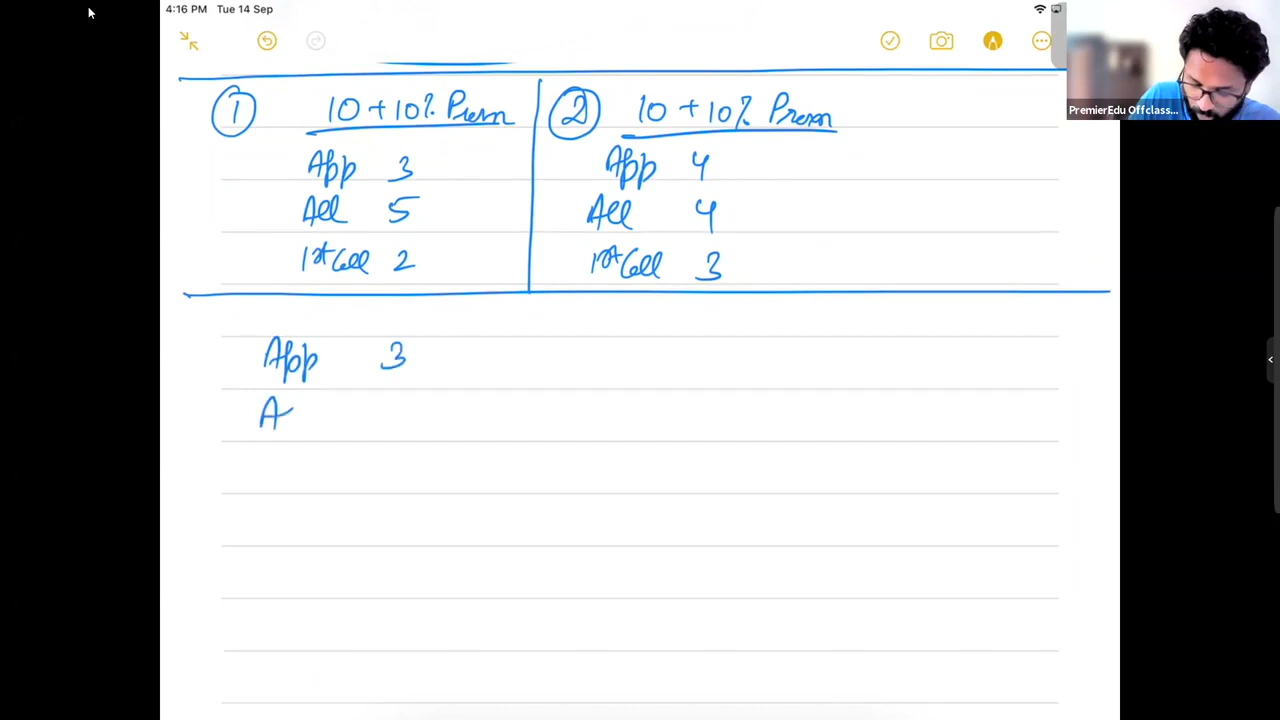 4:16 PM Tue 14 Sep
PremierEdu Offclass...
① 10 + 10% Prem
App 3
All 5
1st Call 2
② 10 + 10% Prem
App 4
All 4
1st Call 3
App 3
A